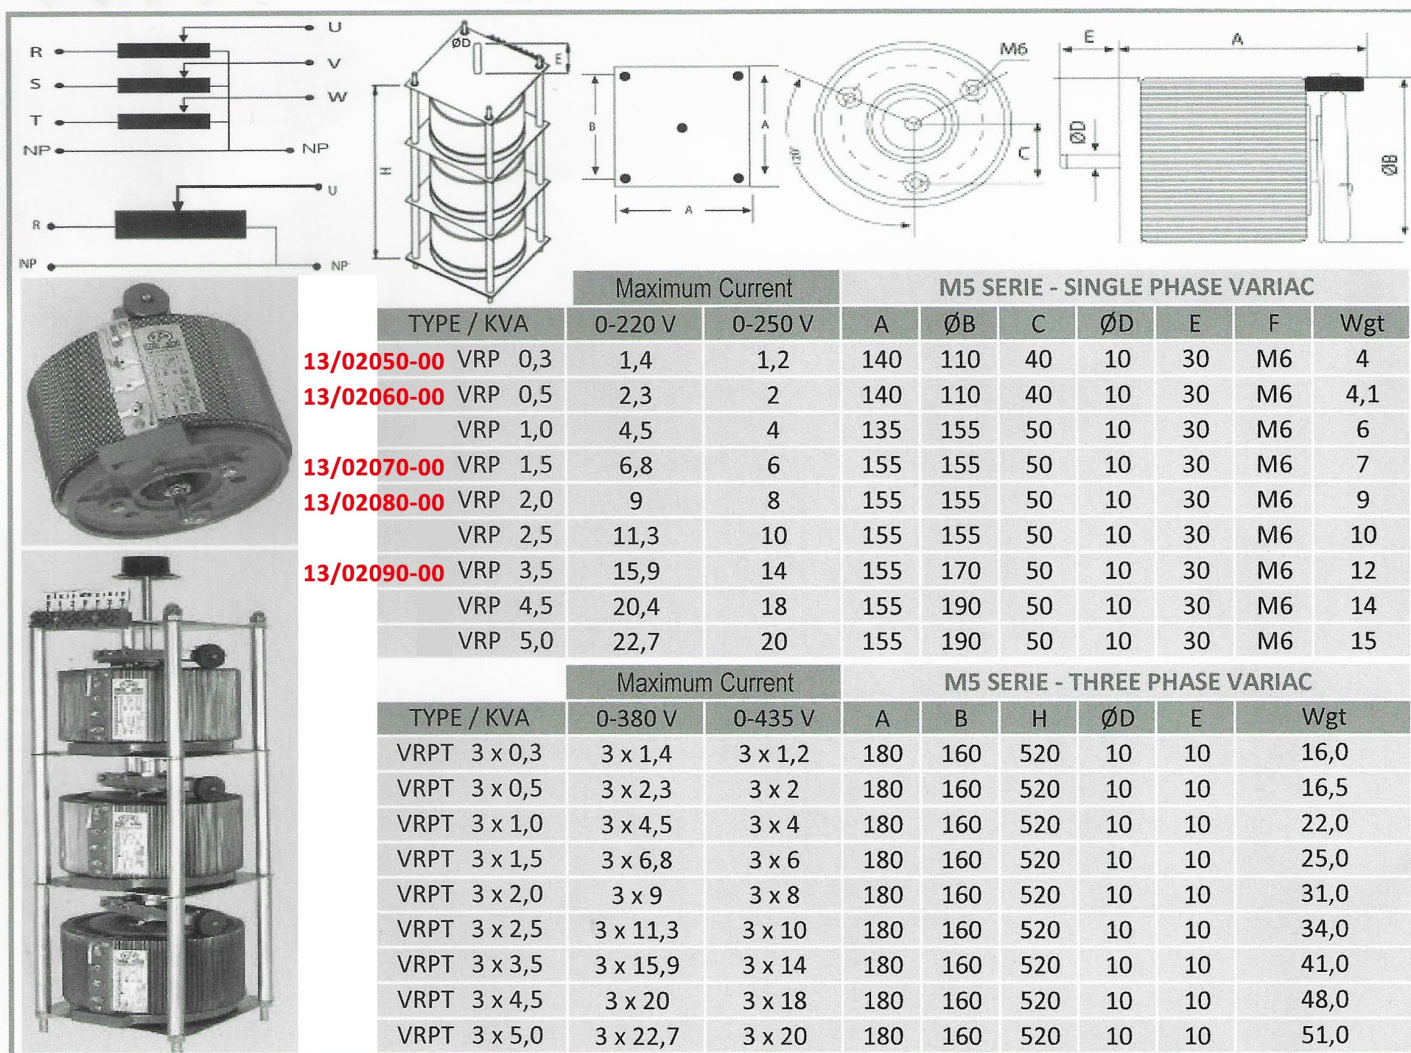 U
R
V
S
W
T
NP NP
U
R
NP NP
ØD E
H
B A
A
M6
120°
C
E A
ØD
ØB
Maximum Current M5 SERIE - SINGLE PHASE VARIAC
TYPE / KVA 0-220 V 0-250 V A ØB C ØD E F Wgt
13/02050-00 VRP 0,3 1,4 1,2 140 110 40 10 30 M6 4
13/02060-00 VRP 0,5 2,3 2 140 110 40 10 30 M6 4,1
VRP 1,0 4,5 4 135 155 50 10 30 M6 6
13/02070-00 VRP 1,5 6,8 6 155 155 50 10 30 M6 7
13/02080-00 VRP 2,0 9 8 155 155 50 10 30 M6 9
VRP 2,5 11,3 10 155 155 50 10 30 M6 10
13/02090-00 VRP 3,5 15,9 14 155 170 50 10 30 M6 12
VRP 4,5 20,4 18 155 190 50 10 30 M6 14
VRP 5,0 22,7 20 155 190 50 10 30 M6 15
Maximum Current M5 SERIE - THREE PHASE VARIAC
TYPE / KVA 0-380 V 0-435 V A B H ØD E Wgt
VRPT 3 x 0,3 3 x 1,4 3 x 1,2 180 160 520 10 10 16,0
VRPT 3 x 0,5 3 x 2,3 3 x 2 180 160 520 10 10 16,5
VRPT 3 x 1,0 3 x 4,5 3 x 4 180 160 520 10 10 22,0
VRPT 3 x 1,5 3 x 6,8 3 x 6 180 160 520 10 10 25,0
VRPT 3 x 2,0 3 x 9 3 x 8 180 160 520 10 10 31,0
VRPT 3 x 2,5 3 x 11,3 3 x 10 180 160 520 10 10 34,0
VRPT 3 x 3,5 3 x 15,9 3 x 14 180 160 520 10 10 41,0
VRPT 3 x 4,5 3 x 20 3 x 18 180 160 520 10 10 48,0
VRPT 3 x 5,0 3 x 22,7 3 x 20 180 160 520 10 10 51,0